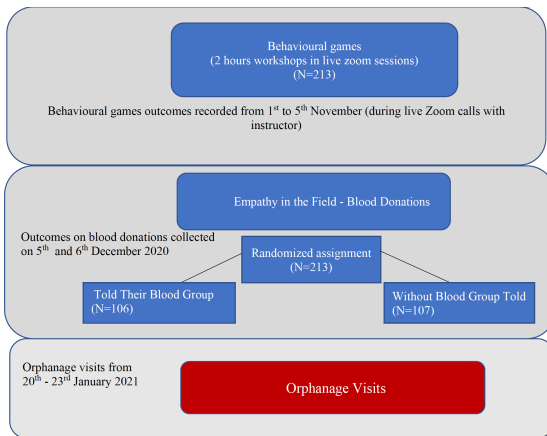 Behavioural games
(2 hours workshops in live zoom sessions)
(N=213)
Behavioural games outcomes recorded from 1st to 5th November (during live Zoom calls with
instructor)
Empathy in the Field - Blood Donations
Outcomes on blood donations collected
on 5th and 6th December 2020
Randomized assignment
(N=213)
Told Their Blood Group
(N=106)
Without Blood Group Told
(N=107)
Orphanage visits from
20th - 23rd January 2021
Orphanage Visits